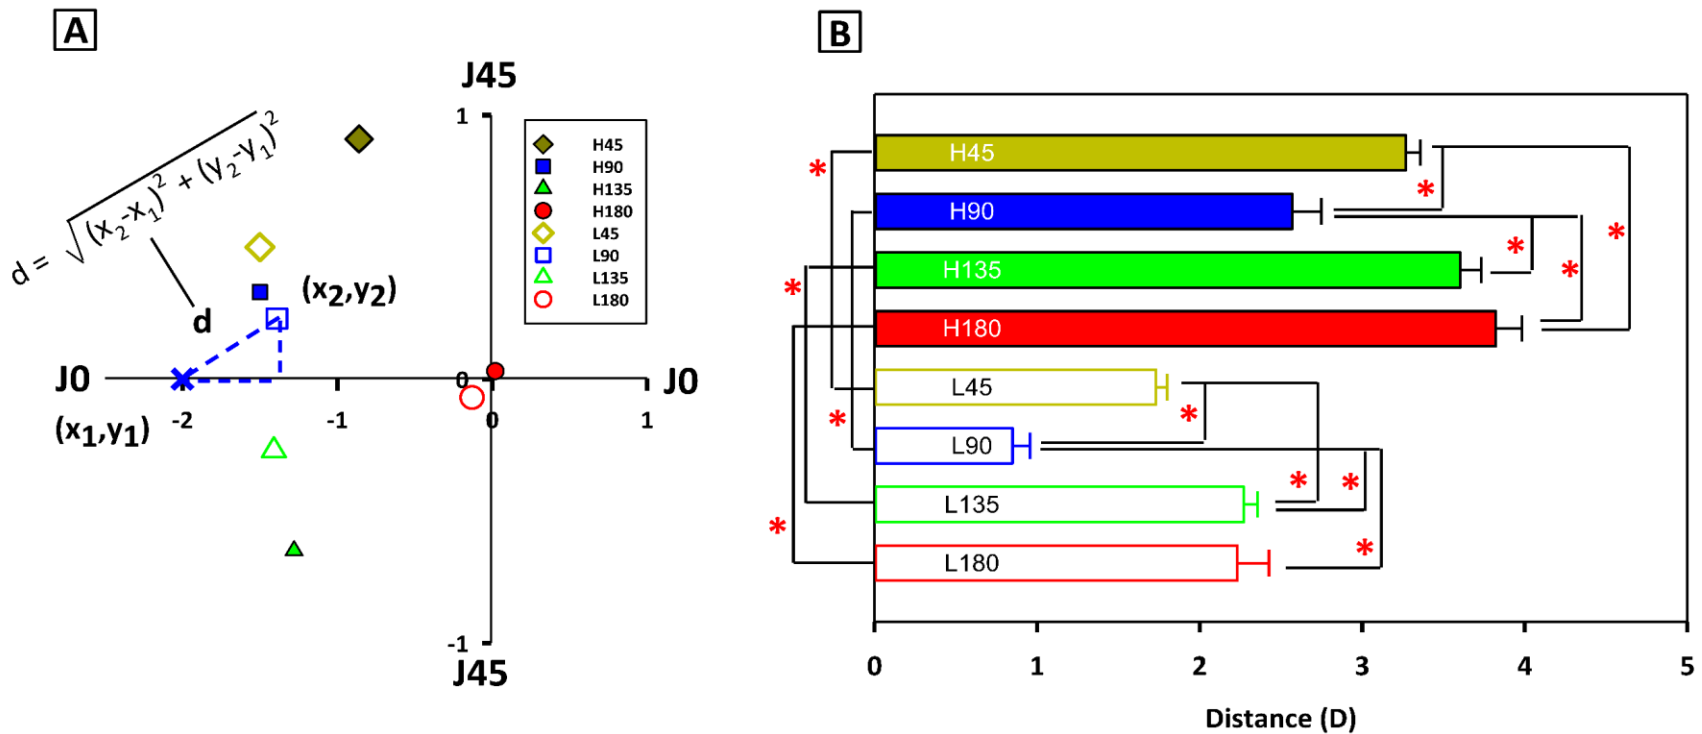 A
J45
1
d = √(x₂-x₁)² + (y₂-y₁)²
H45
H90
H135
H180
L45
L90
L135
L180
(x₂,y₂)
d
J0
0
J0
(x₁,y₁)
-2
-1
0
1
-1
J45
B
H45
H90
H135
H180
L45
L90
L135
L180
*
*
*
*
*
*
*
*
*
*
*
*
0
1
2
3
4
5
Distance (D)